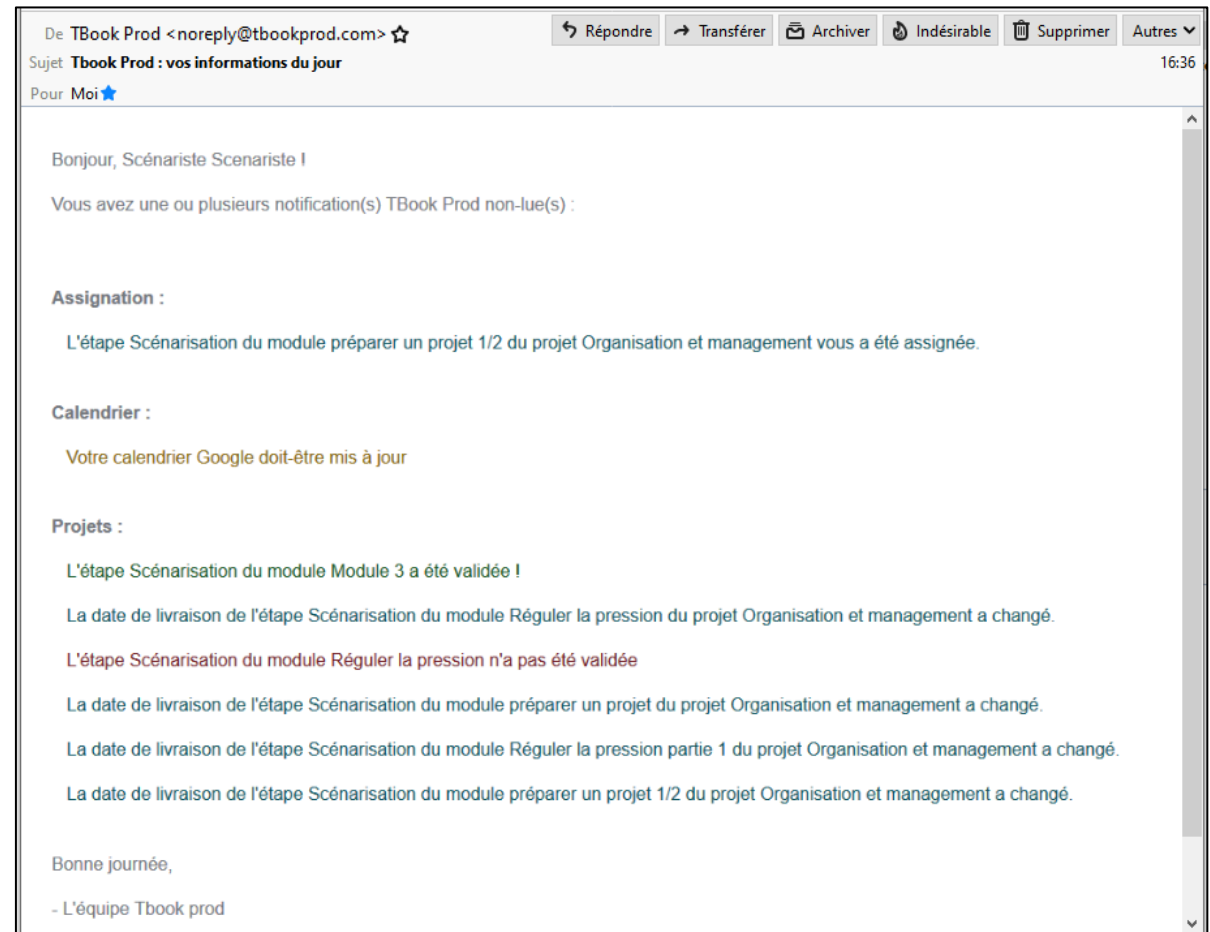 De TBook Prod <noreply@tbookprod.com>
Répondre Transférer Archiver Indésirable Supprimer Autres
Sujet Tbook Prod : vos informations du jour
16:36
Pour Moi
Bonjour, Scénariste Scenariste !
Vous avez une ou plusieurs notification(s) TBook Prod non-lue(s) :
Assignation :
L'étape Scénarisation du module préparer un projet 1/2 du projet Organisation et management vous a été assignée.
Calendrier :
Votre calendrier Google doit-être mis à jour
Projets :
L'étape Scénarisation du module Module 3 a été validée !
La date de livraison de l'étape Scénarisation du module Réguler la pression du projet Organisation et management a changé.
L'étape Scénarisation du module Réguler la pression n'a pas été validée
La date de livraison de l'étape Scénarisation du module préparer un projet du projet Organisation et management a changé.
La date de livraison de l'étape Scénarisation du module Réguler la pression partie 1 du projet Organisation et management a changé.
La date de livraison de l'étape Scénarisation du module préparer un projet 1/2 du projet Organisation et management a changé.
Bonne journée,
- L'équipe Tbook prod